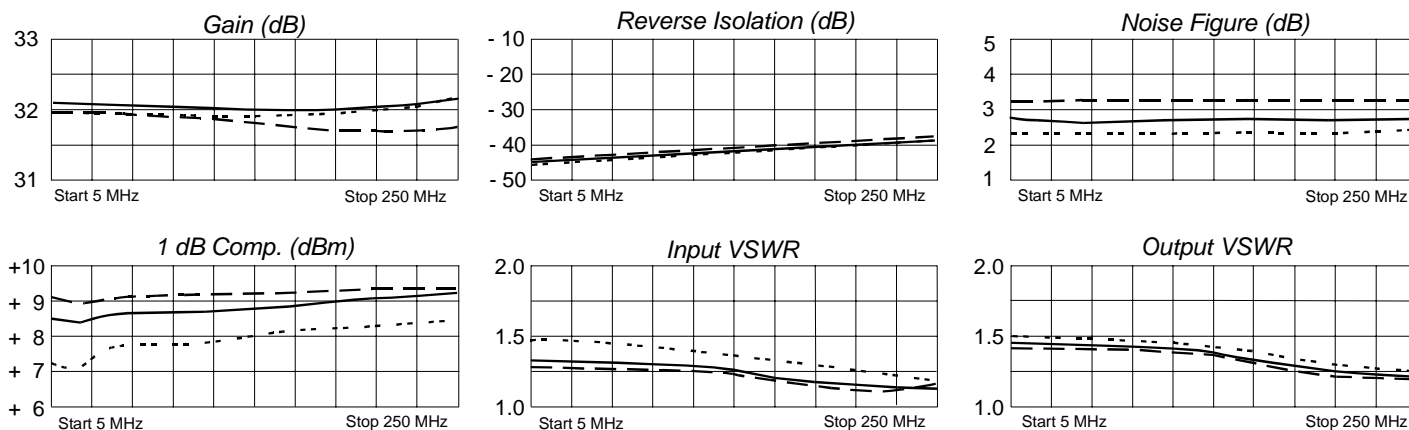 Gain (dB)
33
32
31
Start 5 MHz
Stop 250 MHz
Reverse Isolation (dB)
- 10
- 20
- 30
- 40
- 50
Start 5 MHz
Stop 250 MHz
Noise Figure (dB)
5
4
3
2
1
Start 5 MHz
Stop 250 MHz
1 dB Comp. (dBm)
+10
+ 9
+ 8
+ 7
+ 6
Start 5 MHz
Stop 250 MHz
Input VSWR
2.0
1.5
1.0
Start 5 MHz
Stop 250 MHz
Output VSWR
2.0
1.5
1.0
Start 5 MHz
Stop 250 MHz